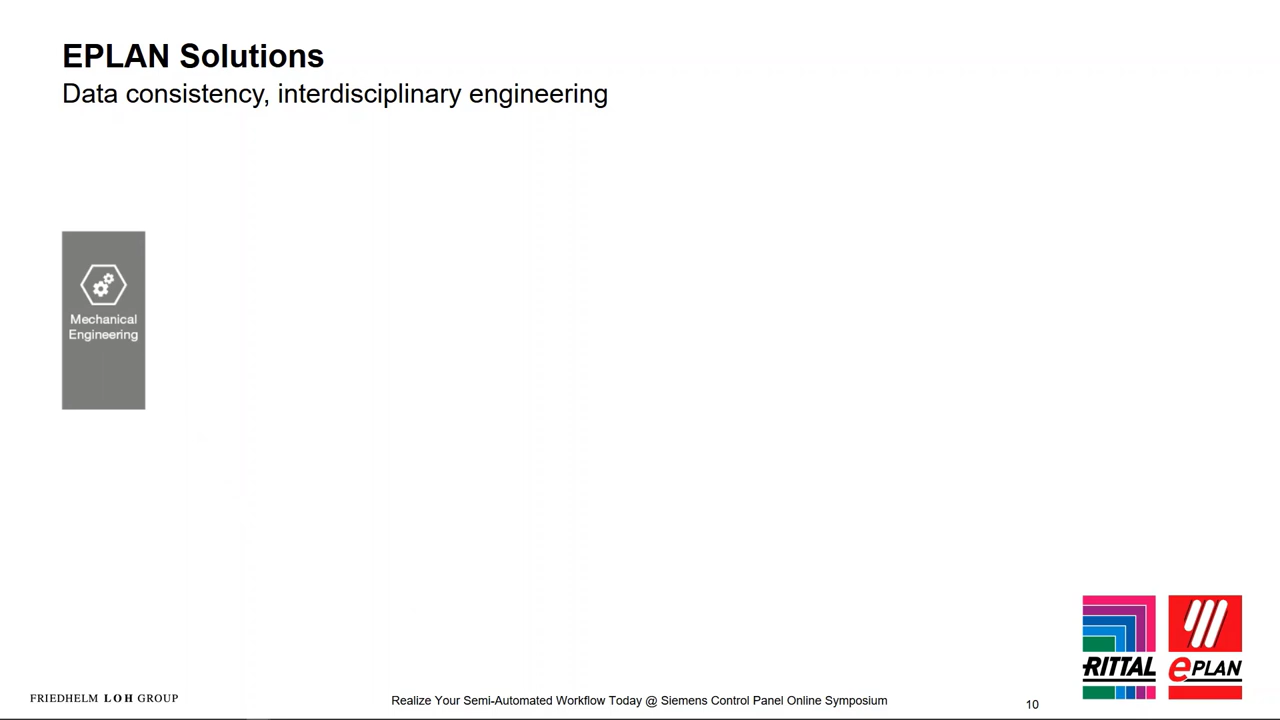 EPLAN Solutions
Data consistency, interdisciplinary engineering
Mechanical
Engineering
RITTAL
ePLAN
FRIEDHELM LOH GROUP
Realize Your Semi-Automated Workflow Today @ Siemens Control Panel Online Symposium
10